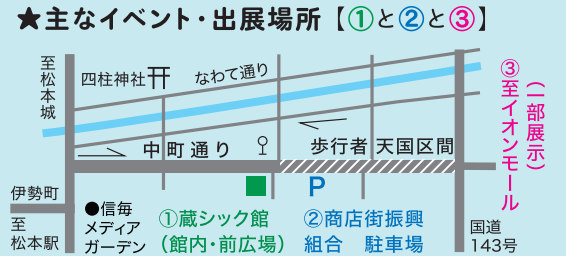 ★主なイベント・出展場所【①と②と③】
至松本城
四柱神社
なわて通り
③至イオンモール
（一部展示）
中町通り
歩行者天国区間
P
伊勢町
至
松本駅
●信毎
メディア
ガーデン
①蔵シック館
（館内・前広場）
②商店街振興
組合　駐車場
国道
143号